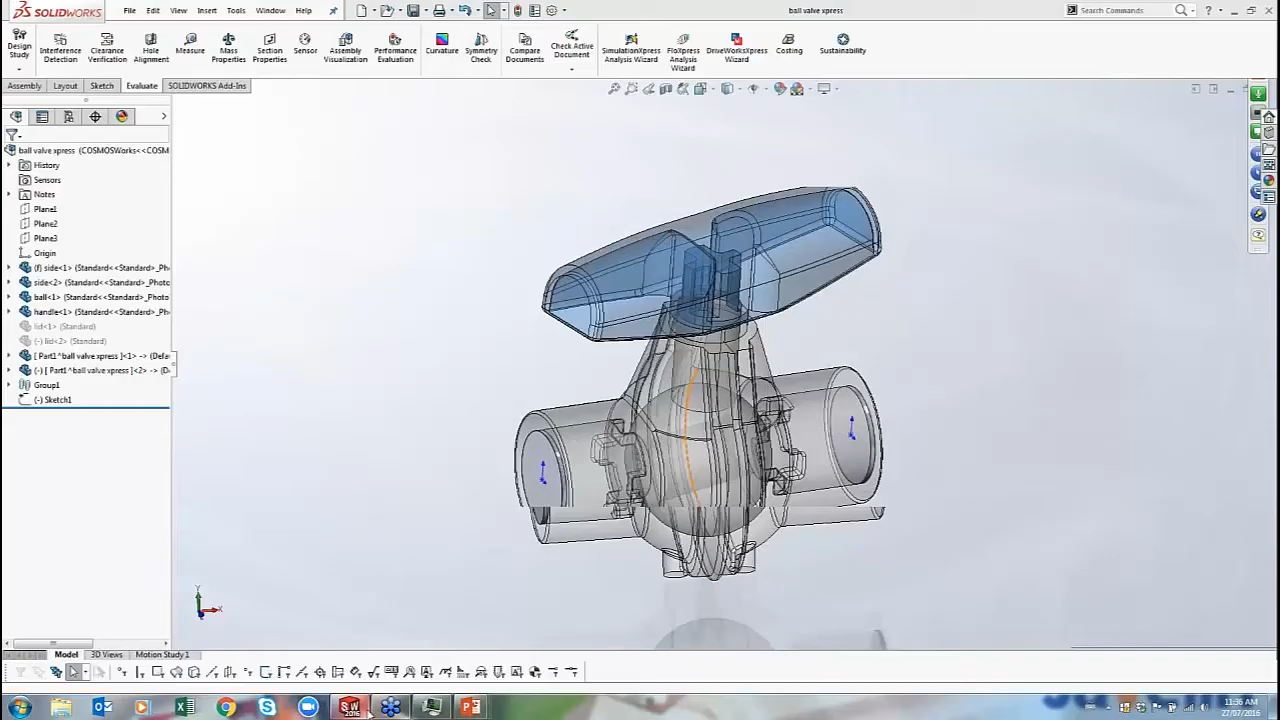 SOLIDWORKS
File Edit View Insert Tools Window Help
ball valve xpress
Search Commands
Design Study
Interference Detection
Clearance Verification
Hole Alignment
Measure
Mass Properties
Section Properties
Sensor
Assembly Visualization
Performance Evaluation
Curvature
Symmetry Check
Compare Documents
Check Active Document
SimulationXpress Analysis Wizard
FloXpress Analysis Wizard
DriveWorksXpress Wizard
Costing
Sustainability
Assembly Layout Sketch Evaluate SOLIDWORKS Add-Ins
ball valve xpress (COSMOSWorks<<COSM
History
Sensors
Notes
Plane1
Plane2
Plane3
Origin
(f) side<1> (Standard<<Standard>_Ph
side<2> (Standard<<Standard>_Photo
ball<1> (Standard<<Standard>_Photo
handle<1> (Standard<<Standard>_Pho
lid<1> (Standard)
(-) lid<2> (Standard)
[ Part1^ball valve xpress ]<1> -> (Defa
(-) [ Part1^ball valve xpress ]<2> -> (D
Group1
(-) Sketch1
Y
X
Model 3D Views Motion Study 1
SW 2016
11:36 AM
27/07/2016